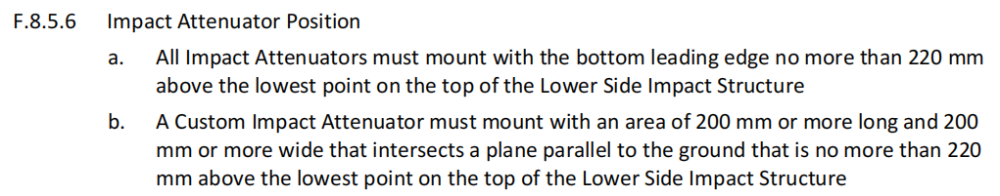 F.8.5.6 Impact Attenuator Position
a. All Impact Attenuators must mount with the bottom leading edge no more than 220 mm
above the lowest point on the top of the Lower Side Impact Structure
b. A Custom Impact Attenuator must mount with an area of 200 mm or more long and 200
mm or more wide that intersects a plane parallel to the ground that is no more than 220
mm above the lowest point on the top of the Lower Side Impact Structure